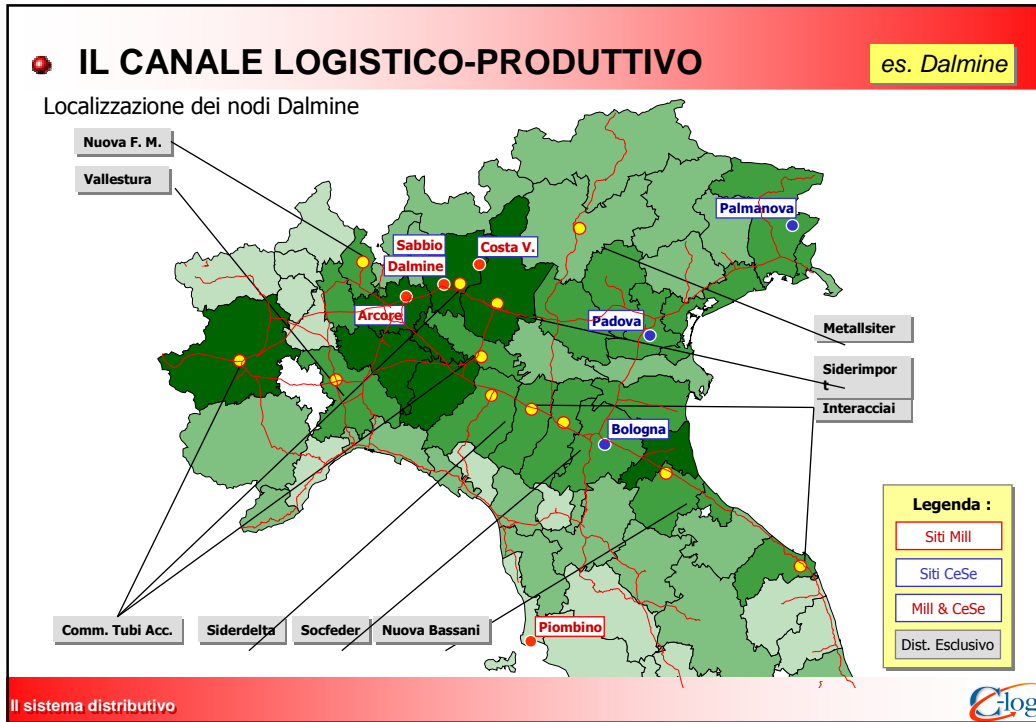 IL CANALE LOGISTICO-PRODUTTIVO
es. Dalmine
Localizzazione dei nodi Dalmine
Nuova F. M.
Vallestura
Palmanova
Sabbio
Costa V.
Dalmine
Arcore
Padova
Metallsiter
Siderimpor
t
Interacciai
Bologna
Legenda :
Siti Mill
Siti CeSe
Mill & CeSe
Dist. Esclusivo
Comm. Tubi Acc.
Siderdelta
Socfeder
Nuova Bassani
Piombino
Il sistema distributivo
C-log